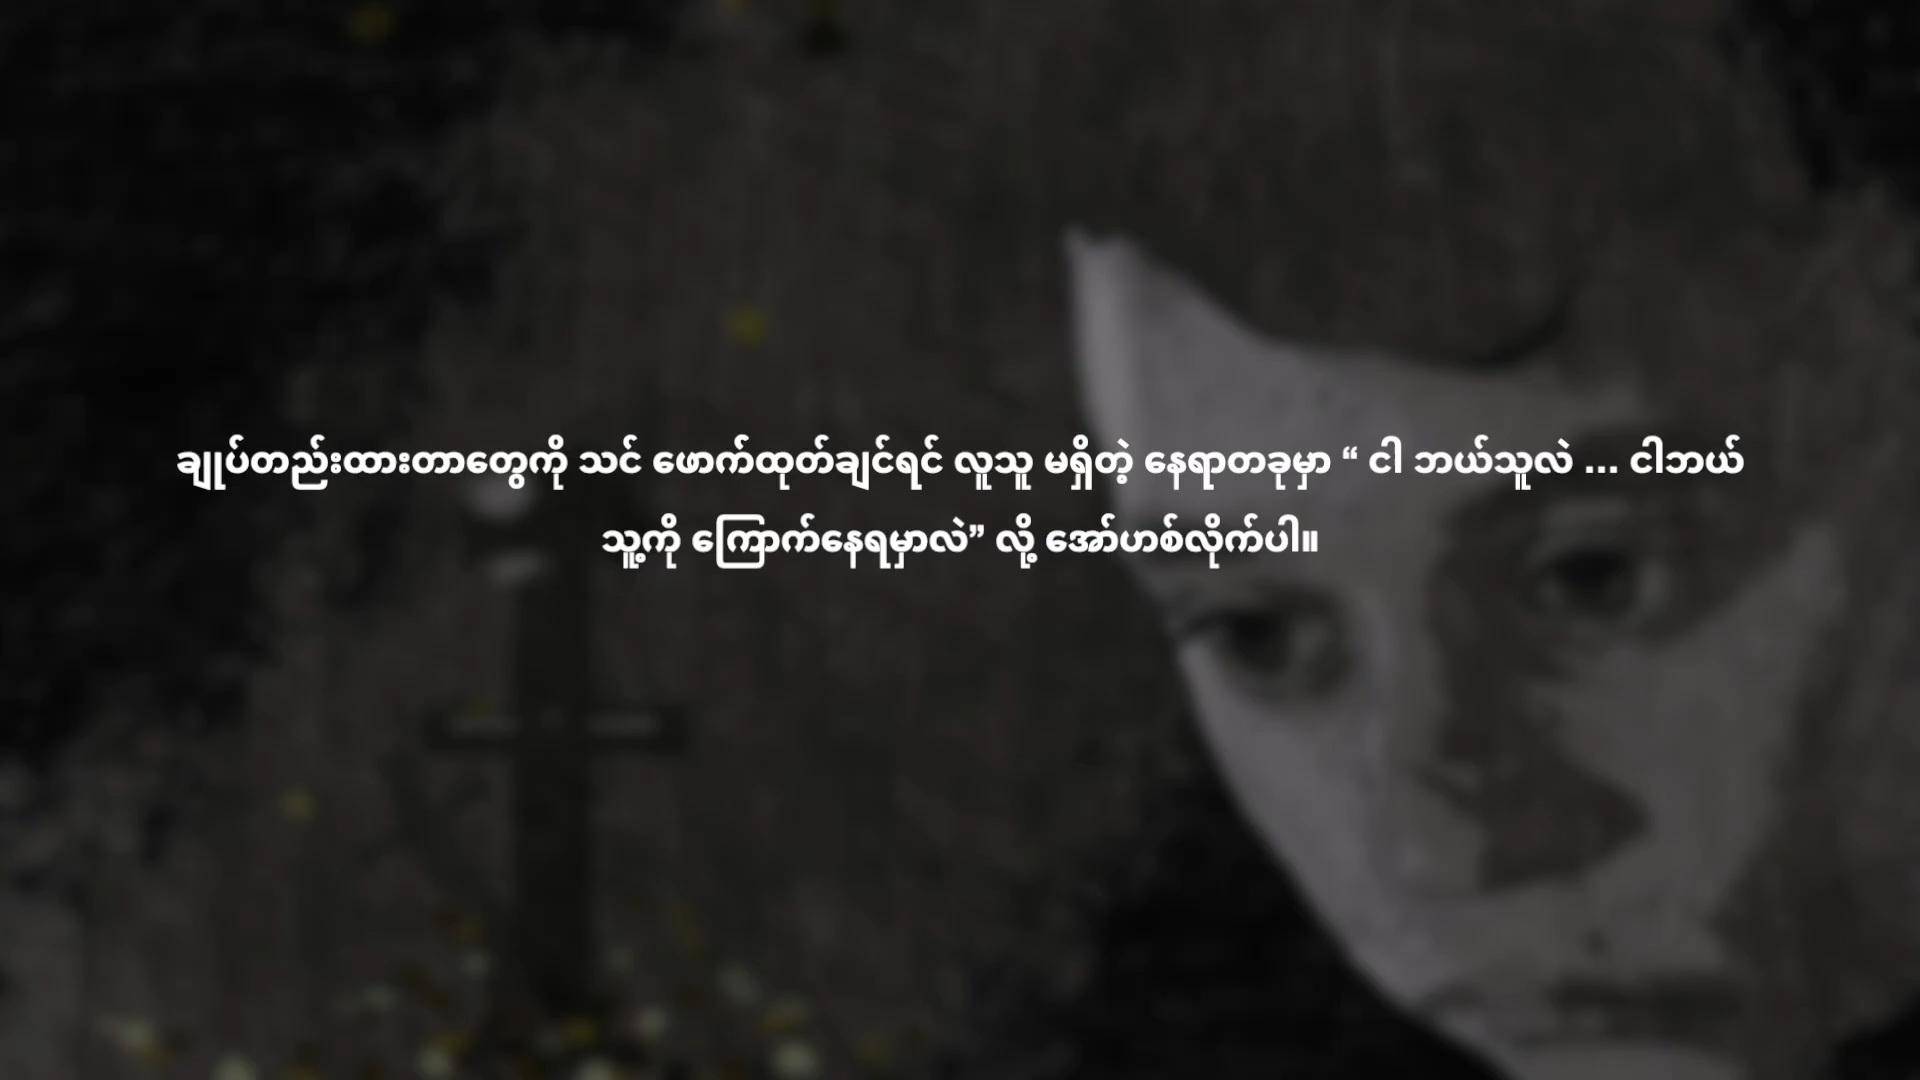 ချုပ်တည်းထားတာတွေကို သင် ဖောက်ထုတ်ချင်ရင် လူသူ မရှိတဲ့ နေရာတခုမှာ “ ငါ ဘယ်သူလဲ ... ငါဘယ်
သူ့ကို ကြောက်နေရမှာလဲ” လို့ အော်ဟစ်လိုက်ပါ။